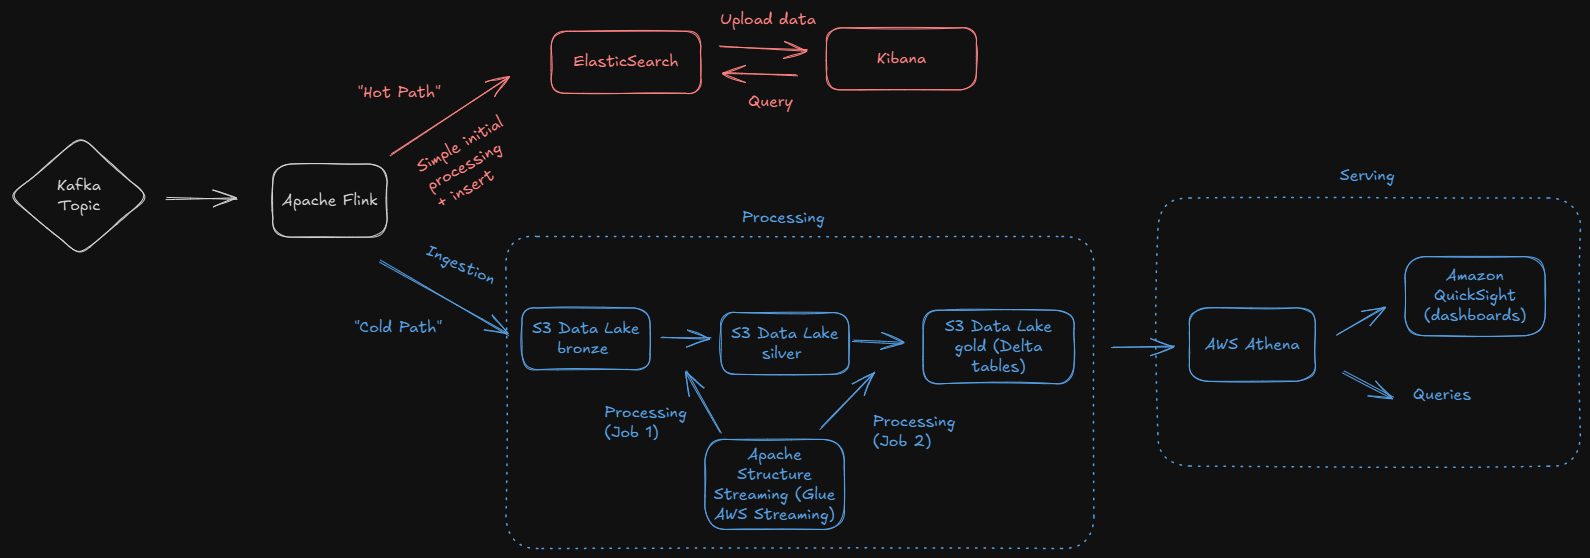 Upload data
ElasticSearch
Kibana
Query
"Hot Path"
Simple initial
processing
+ insert
Kafka
Topic
Apache Flink
Ingestion
"Cold Path"
Processing
S3 Data Lake
bronze
S3 Data Lake
silver
S3 Data Lake
gold (Delta
tables)
Processing
(Job 1)
Processing
(Job 2)
Apache
Structure
Streaming (Glue
AWS Streaming)
Serving
AWS Athena
Amazon
QuickSight
(dashboards)
Queries